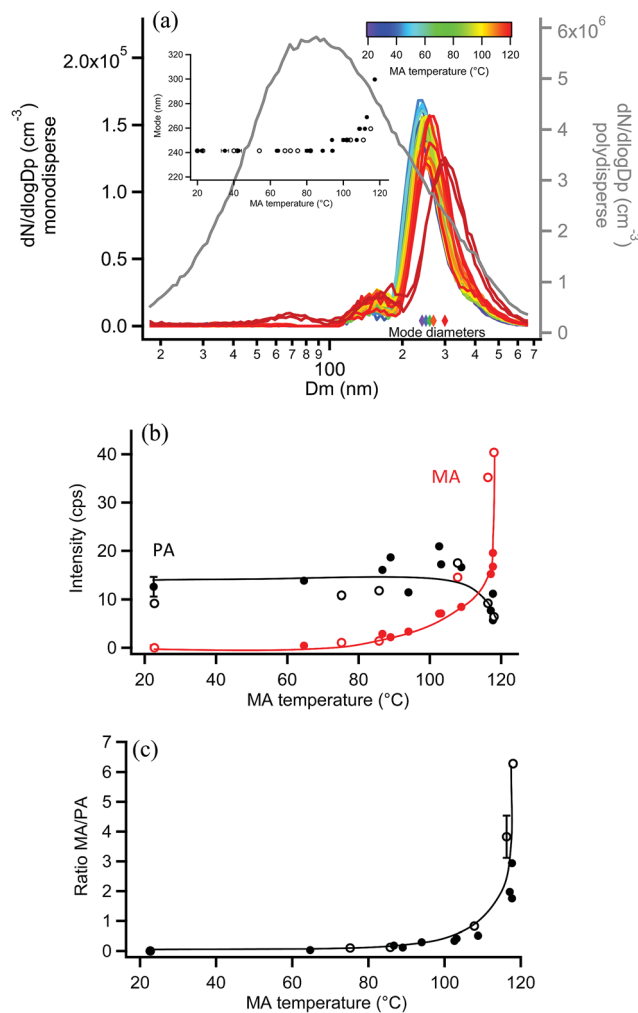 (a)
20 40 60 80 100 120
MA temperature (°C)
2.0x10^5
1.5
1.0
0.5
0.0
dN/dlogDp (cm^-3)
monodisperse
6x10^6
5
4
3
2
1
0
dN/dlogDp (cm^-3)
polydisperse
320
300
280
260
240
220
Mode (nm)
20 40 60 80 100 120
MA temperature (°C)
Mode diameters
2 3 4 5 6 7 8 9 100 2 3 4 5 6 7
Dm (nm)
(b)
40
30
20
10
0
Intensity (cps)
PA
MA
20 40 60 80 100 120
MA temperature (°C)
(c)
7
6
5
4
3
2
1
0
Ratio MA/PA
20 40 60 80 100 120
MA temperature (°C)